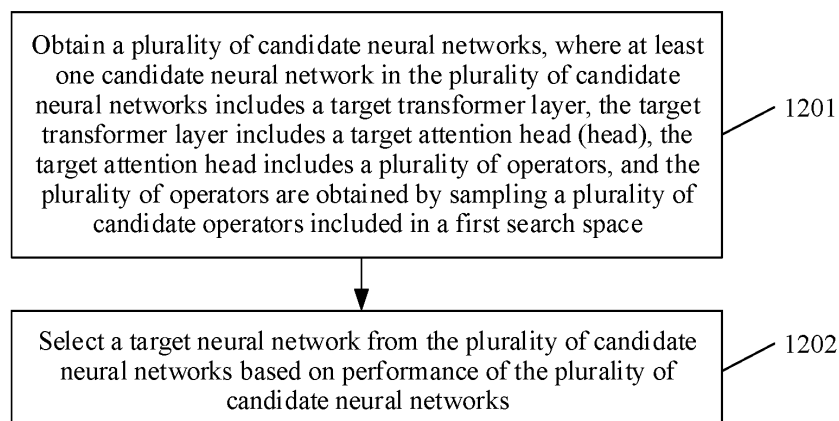 Obtain a plurality of candidate neural networks, where at least
one candidate neural network in the plurality of candidate
neural networks includes a target transformer layer, the target
transformer layer includes a target attention head (head), the
target attention head includes a plurality of operators, and the
plurality of operators are obtained by sampling a plurality of
candidate operators included in a first search space
1201
Select a target neural network from the plurality of candidate
neural networks based on performance of the plurality of
candidate neural networks
1202